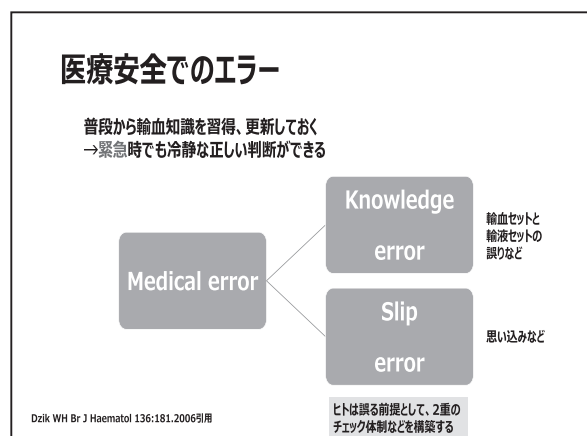 医療安全でのエラー
普段から輸血知識を習得、更新しておく
→緊急時でも冷静な正しい判断ができる
Medical error
Knowledge
error
輸血セットと
輸液セットの
誤りなど
Slip
error
思い込みなど
ヒトは誤る前提として、2重の
チェック体制などを構築する
Dzik WH Br J Haematol 136:181.2006引用